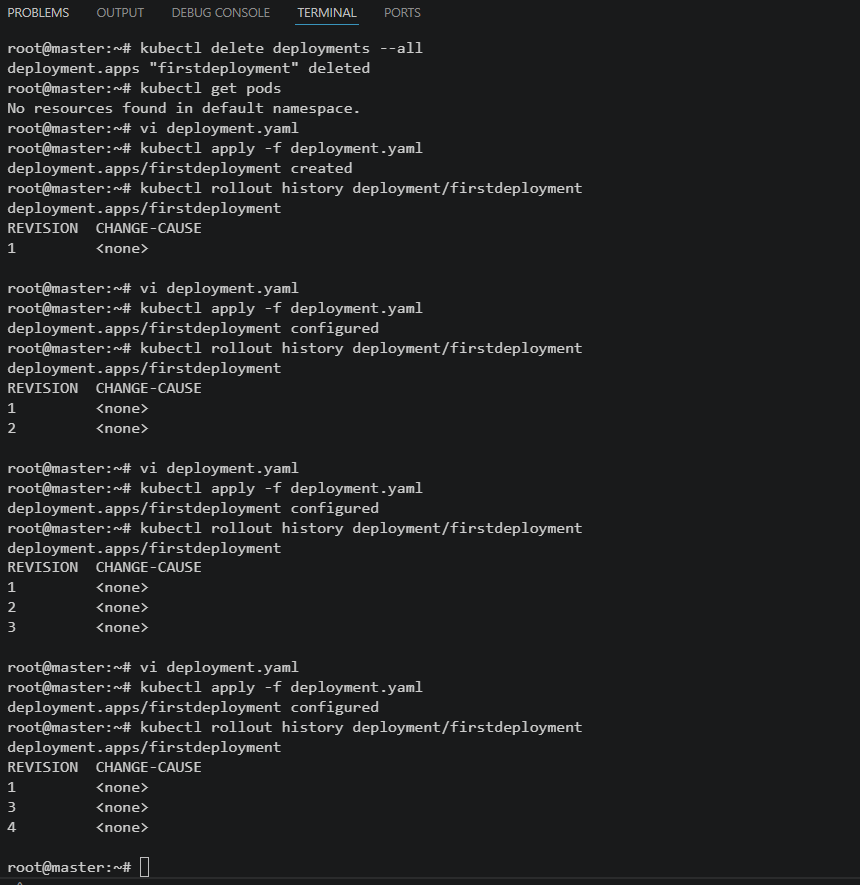 PROBLEMS OUTPUT DEBUG CONSOLE TERMINAL PORTS
root@master:~# kubectl delete deployments --all
deployment.apps "firstdeployment" deleted
root@master:~# kubectl get pods
No resources found in default namespace.
root@master:~# vi deployment.yaml
root@master:~# kubectl apply -f deployment.yaml
deployment.apps/firstdeployment created
root@master:~# kubectl rollout history deployment/firstdeployment
deployment.apps/firstdeployment
REVISION  CHANGE-CAUSE
1         <none>

root@master:~# vi deployment.yaml
root@master:~# kubectl apply -f deployment.yaml
deployment.apps/firstdeployment configured
root@master:~# kubectl rollout history deployment/firstdeployment
deployment.apps/firstdeployment
REVISION  CHANGE-CAUSE
1         <none>
2         <none>

root@master:~# vi deployment.yaml
root@master:~# kubectl apply -f deployment.yaml
deployment.apps/firstdeployment configured
root@master:~# kubectl rollout history deployment/firstdeployment
deployment.apps/firstdeployment
REVISION  CHANGE-CAUSE
1         <none>
2         <none>
3         <none>

root@master:~# vi deployment.yaml
root@master:~# kubectl apply -f deployment.yaml
deployment.apps/firstdeployment configured
root@master:~# kubectl rollout history deployment/firstdeployment
deployment.apps/firstdeployment
REVISION  CHANGE-CAUSE
1         <none>
3         <none>
4         <none>

root@master:~#